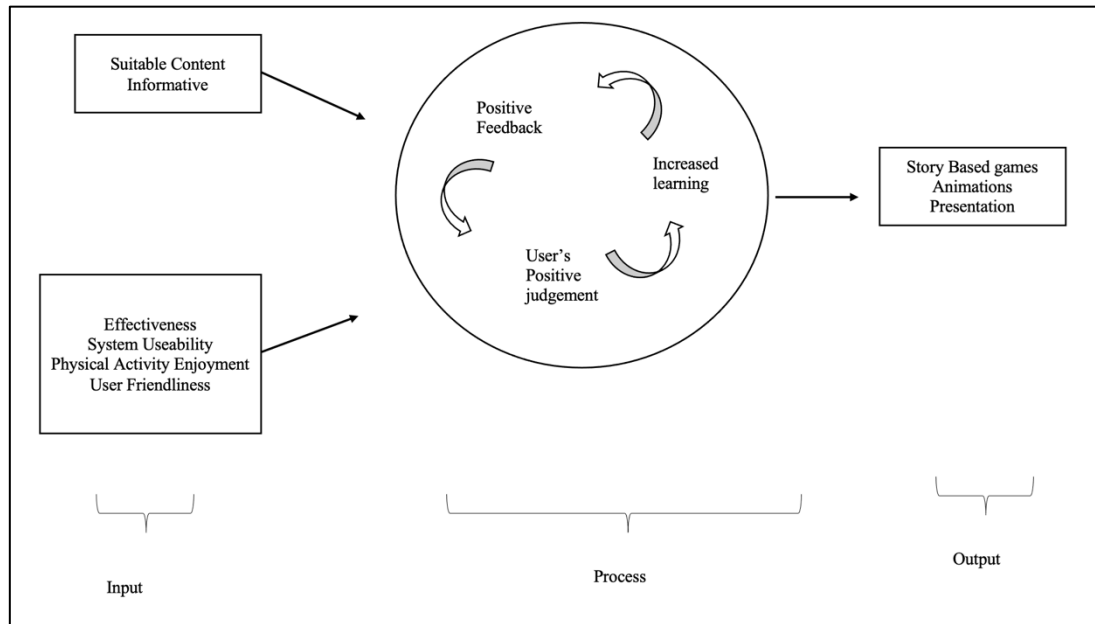 Suitable Content
Informative
Positive
Feedback
Increased
learning
User’s
Positive
judgement
Effectiveness
System Useability
Physical Activity Enjoyment
User Friendliness
Story Based games
Animations
Presentation
Input
Process
Output